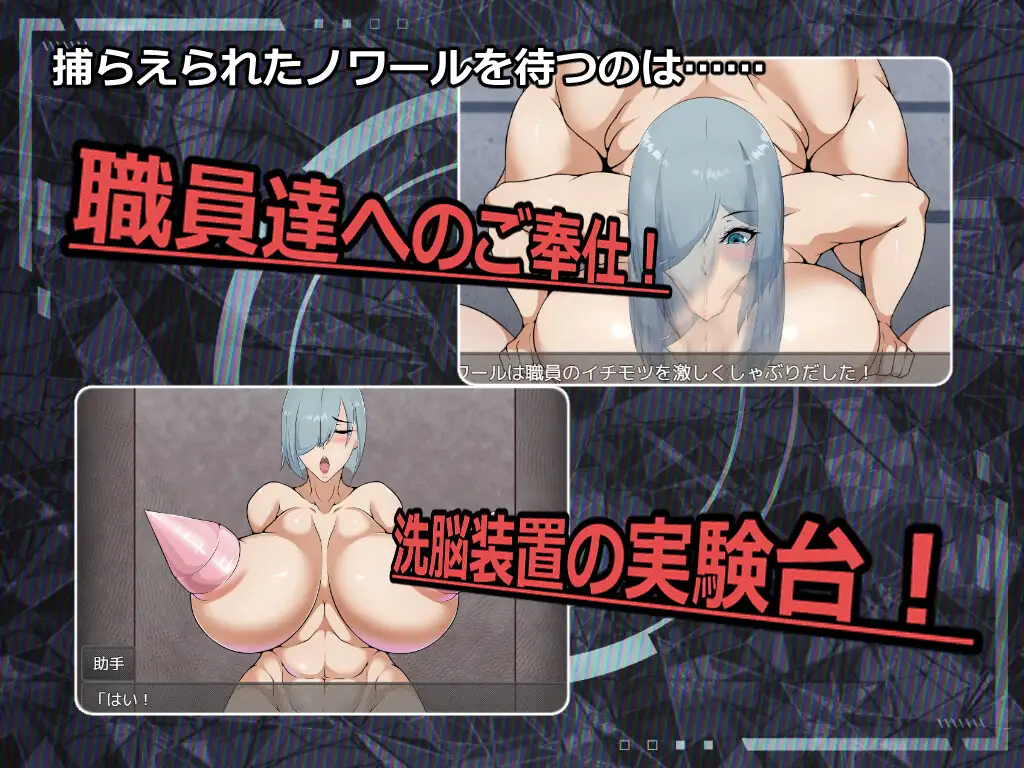 捕らえられたノワールを待つのは……
職員達へのご奉仕！
ワールは職員のイチモツを激しくしゃぶりだした！
洗脳装置の実験台！
助手
「はい！